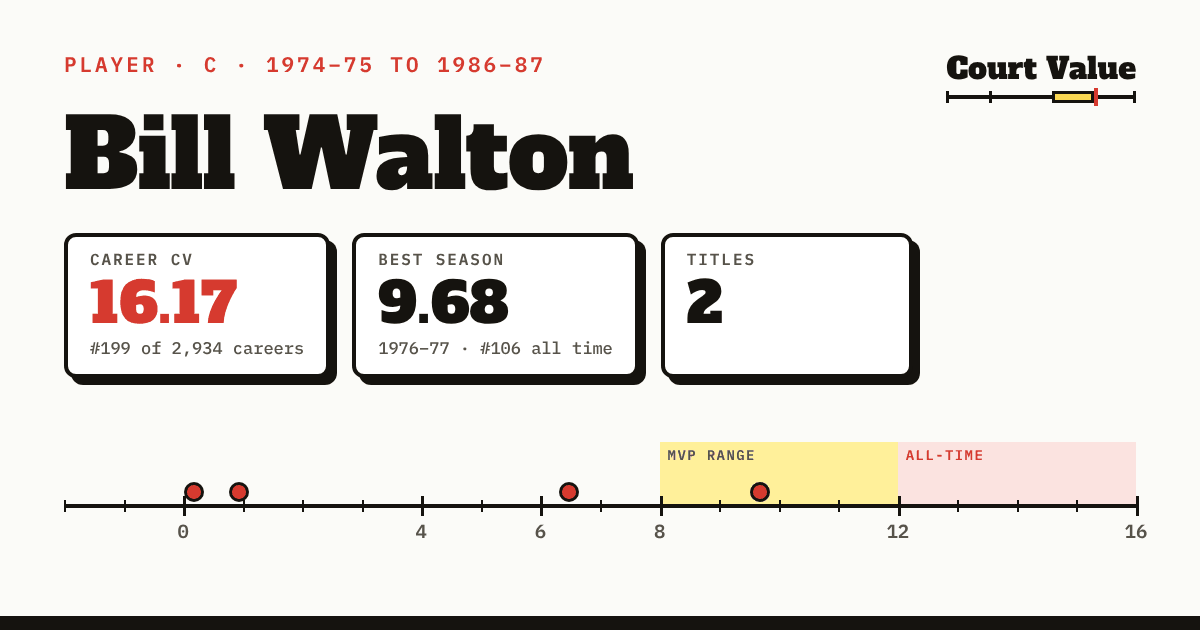 PLAYER · C · 1974–75 TO 1986–87
Court Value
Bill Walton
CAREER CV
16.17
#199 of 2,934 careers
BEST SEASON
9.68
1976–77 · #106 all time
TITLES
2
MVP RANGE
ALL-TIME
0 4 6 8 12 16